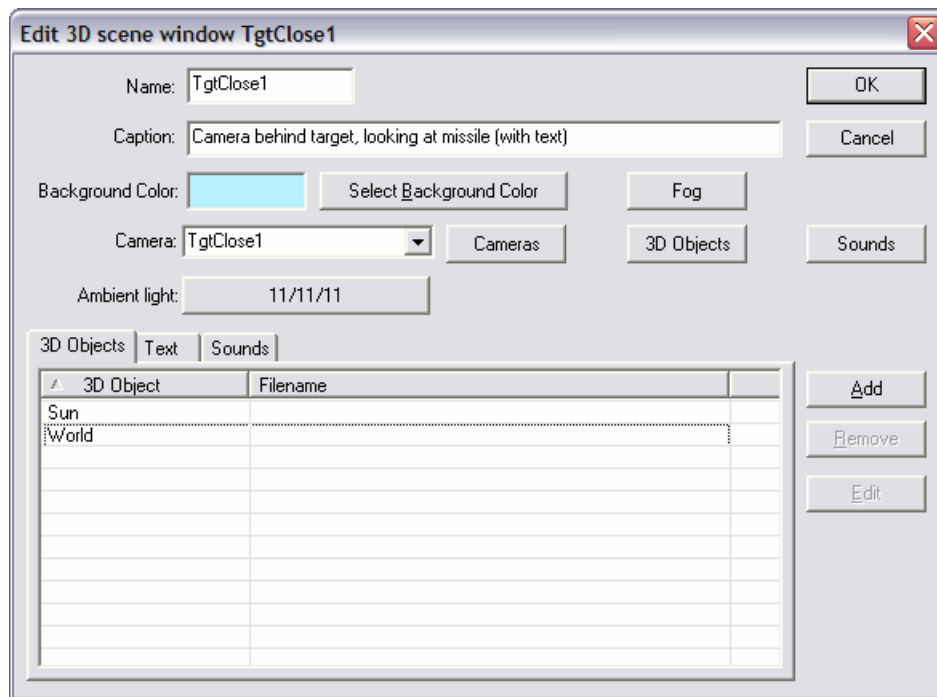 Edit 3D scene window TgtClose1
Name: TgtClose1 OK
Caption: Camera behind target, looking at missile (with text) Cancel
Background Color: Select Background Color Fog
Camera: TgtClose1 Cameras 3D Objects Sounds
Ambient light: 11/11/11
3D Objects Text Sounds
3D Object Filename Add
Sun
World Remove
Edit